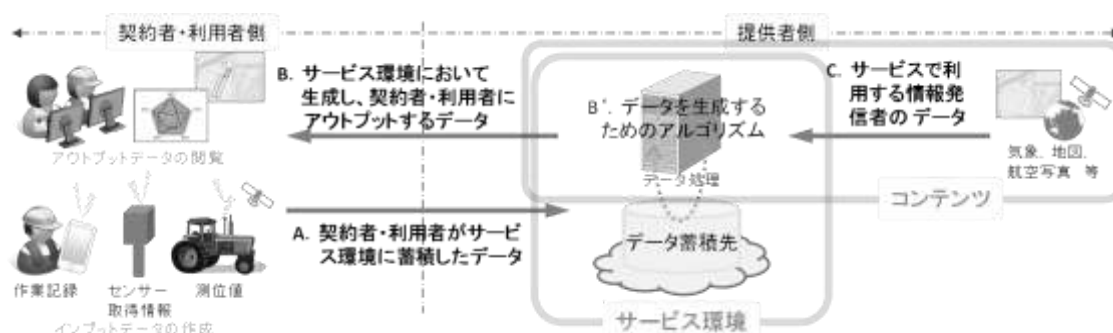 契約者・利用者側
提供者側
B. サービス環境において
生成し、契約者・利用者に
アウトプットするデータ
B'. データを生成する
ためのアルゴリズム
C. サービスで利
用する情報発
信者の データ
アウトプットデータの閲覧
データ処理
気象、地図、
航空写真 等
コンテンツ
A. 契約者・利用者がサービ
ス環境に蓄積したデータ
データ蓄積先
作業記録
センサー
取得情報
測位値
インプットデータの作成
サービス環境